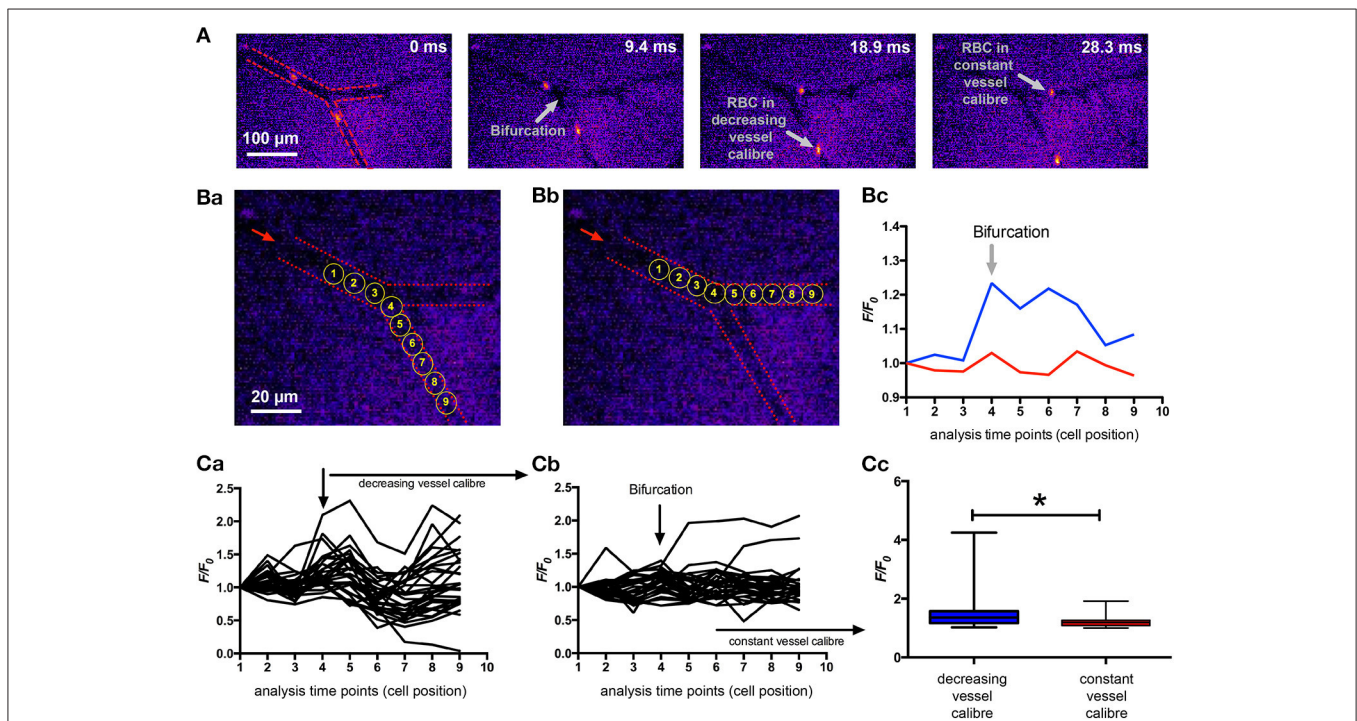 A
0 ms
100 µm
9.4 ms
Bifurcation
18.9 ms
RBC in
decreasing
vessel
calibre
28.3 ms
RBC in
constant
vessel
calibre
Ba
1
2
3
4
5
6
7
8
9
20 µm
Bb
1
2
3
4
5
6
7
8
9
Bc
Bifurcation
F/F0
1.4
1.3
1.2
1.1
1.0
0.9
1 2 3 4 5 6 7 8 9 10
analysis time points (cell position)
Ca
decreasing vessel calibre
F/F0
2.5
2.0
1.5
1.0
0.5
0.0
1 2 3 4 5 6 7 8 9 10
analysis time points (cell position)
Cb
Bifurcation
F/F0
2.5
2.0
1.5
1.0
0.5
0.0
constant vessel calibre
1 2 3 4 5 6 7 8 9 10
analysis time points (cell position)
Cc
*
F/F0
6
4
2
0
decreasing
vessel
calibre
constant
vessel
calibre